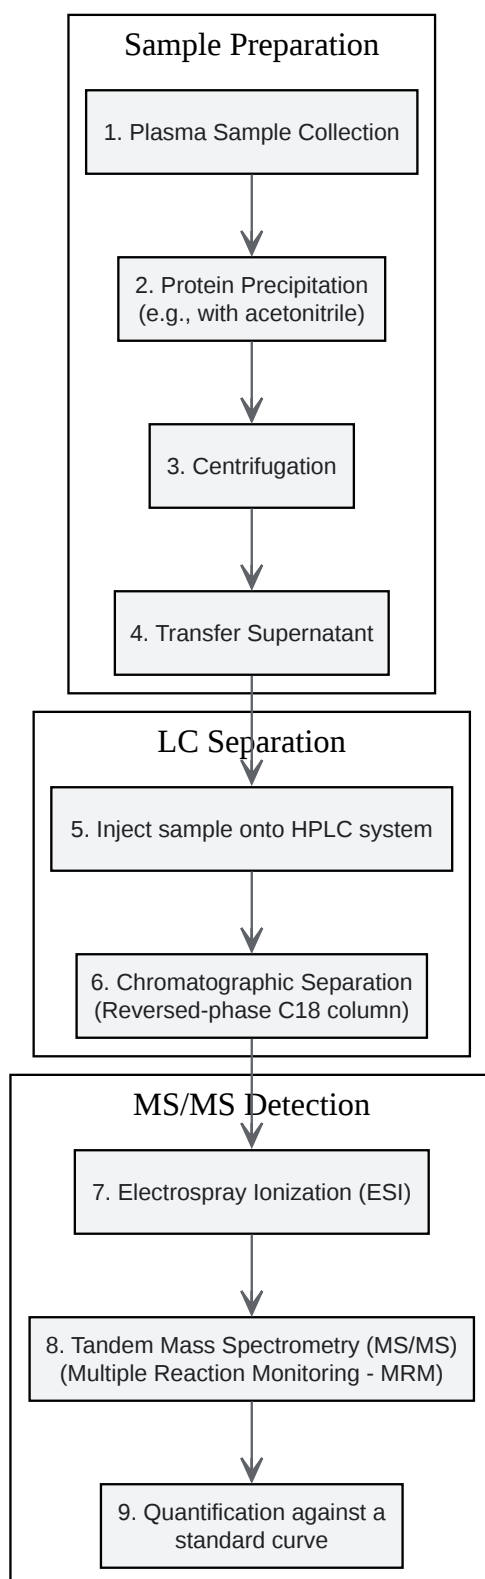 Sample Preparation
1. Plasma Sample Collection
2. Protein Precipitation
(e.g., with acetonitrile)
3. Centrifugation
4. Transfer Supernatant
LC Separation
5. Inject sample onto HPLC system
6. Chromatographic Separation
(Reversed-phase C18 column)
MS/MS Detection
7. Electrospray Ionization (ESI)
8. Tandem Mass Spectrometry (MS/MS)
(Multiple Reaction Monitoring - MRM)
9. Quantification against a
standard curve